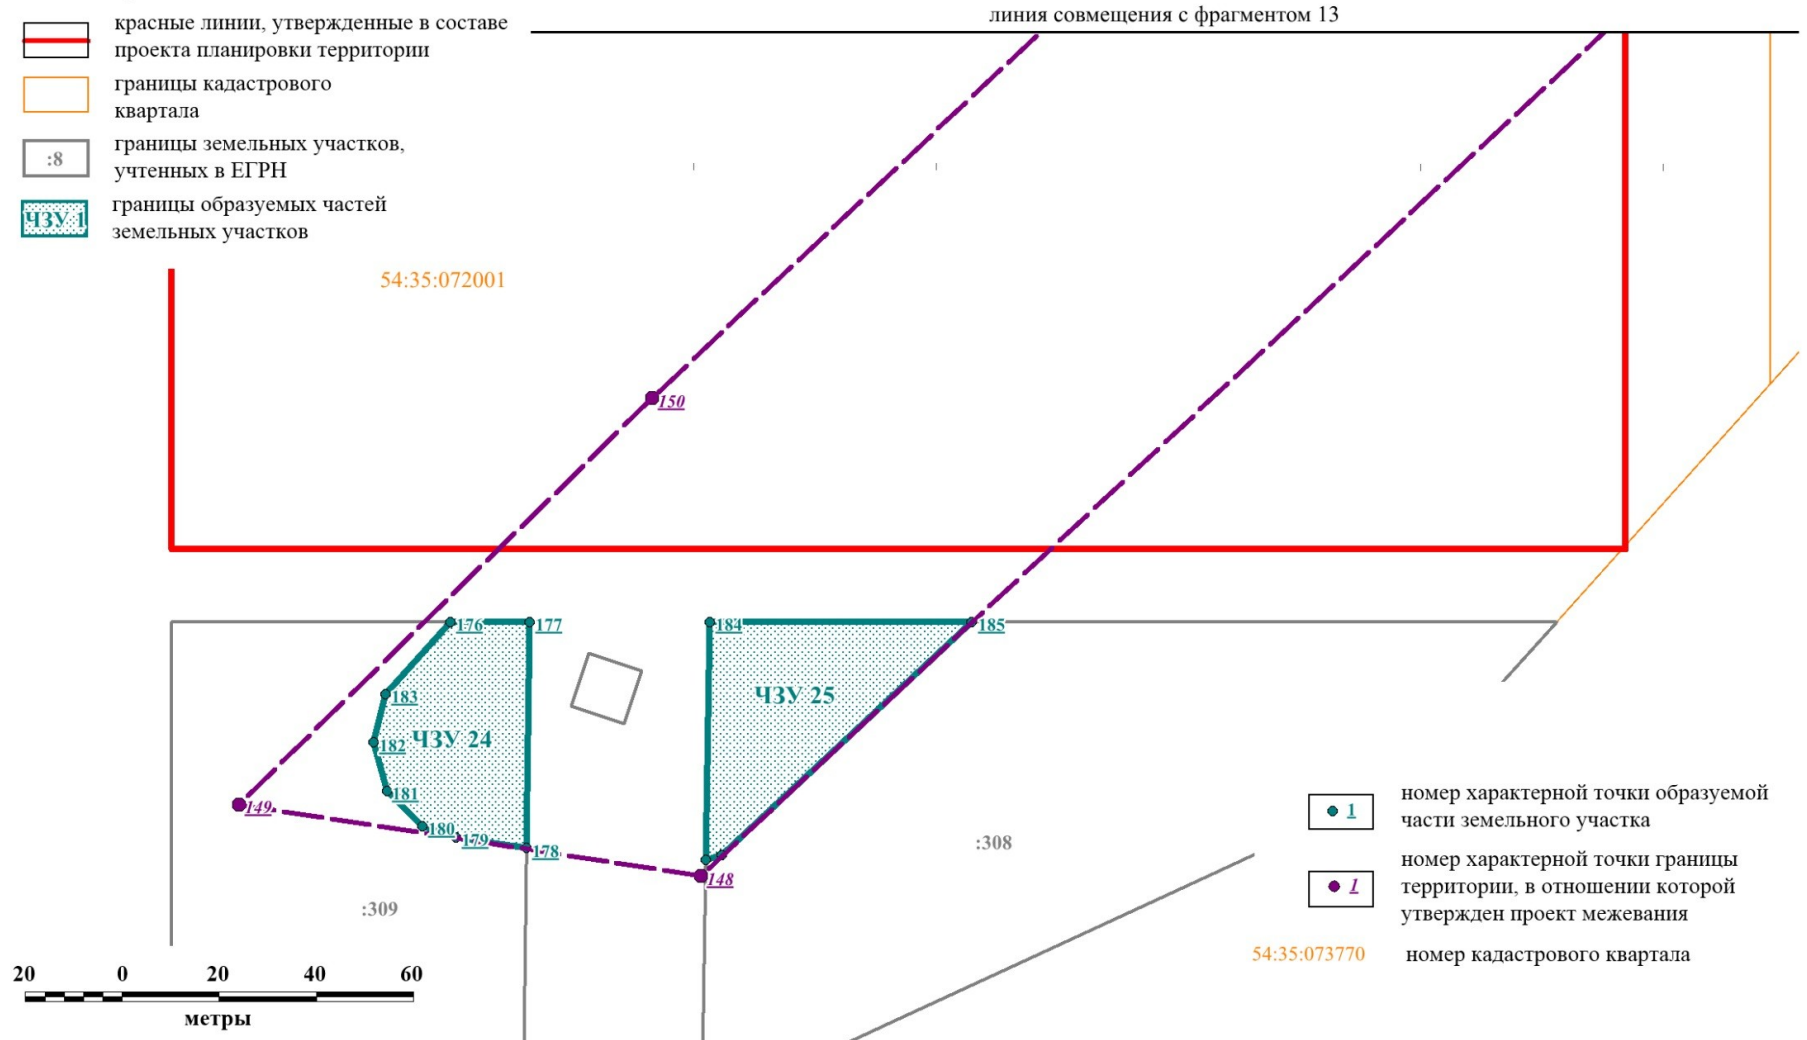 линия совмещения с фрагментом 13
красные линии, утвержденные в составе
проекта планировки территории
границы кадастрового
квартала
:8
границы земельных участков,
учтенных в ЕГРН
ЧЗУ 1
границы образуемых частей
земельных участков
54:35:072001
150
176
177
184
185
183
ЧЗУ 25
182
ЧЗУ 24
181
149
180
179
178
148
:308
:309
1
номер характерной точки образуемой
части земельного участка
1
номер характерной точки границы
территории, в отношении которой
утвержден проект межевания
54:35:073770
номер кадастрового квартала
20 0 20 40 60
метры